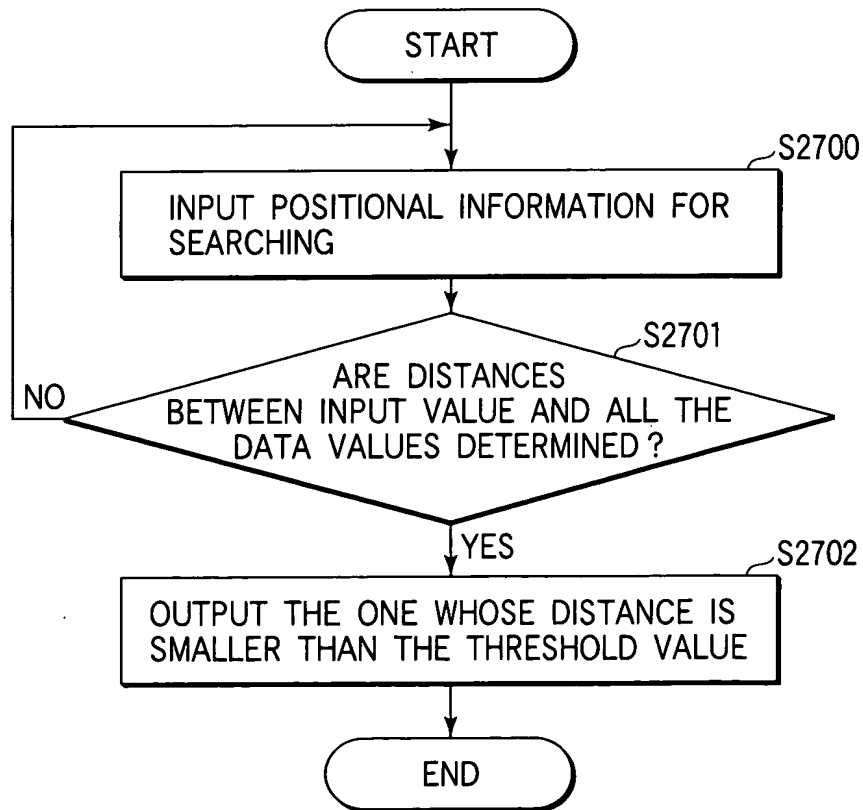 START
S2700
INPUT POSITIONAL INFORMATION FOR
SEARCHING
S2701
ARE DISTANCES
BETWEEN INPUT VALUE AND ALL THE
DATA VALUES DETERMINED?
NO
YES
S2702
OUTPUT THE ONE WHOSE DISTANCE IS
SMALLER THAN THE THRESHOLD VALUE
END